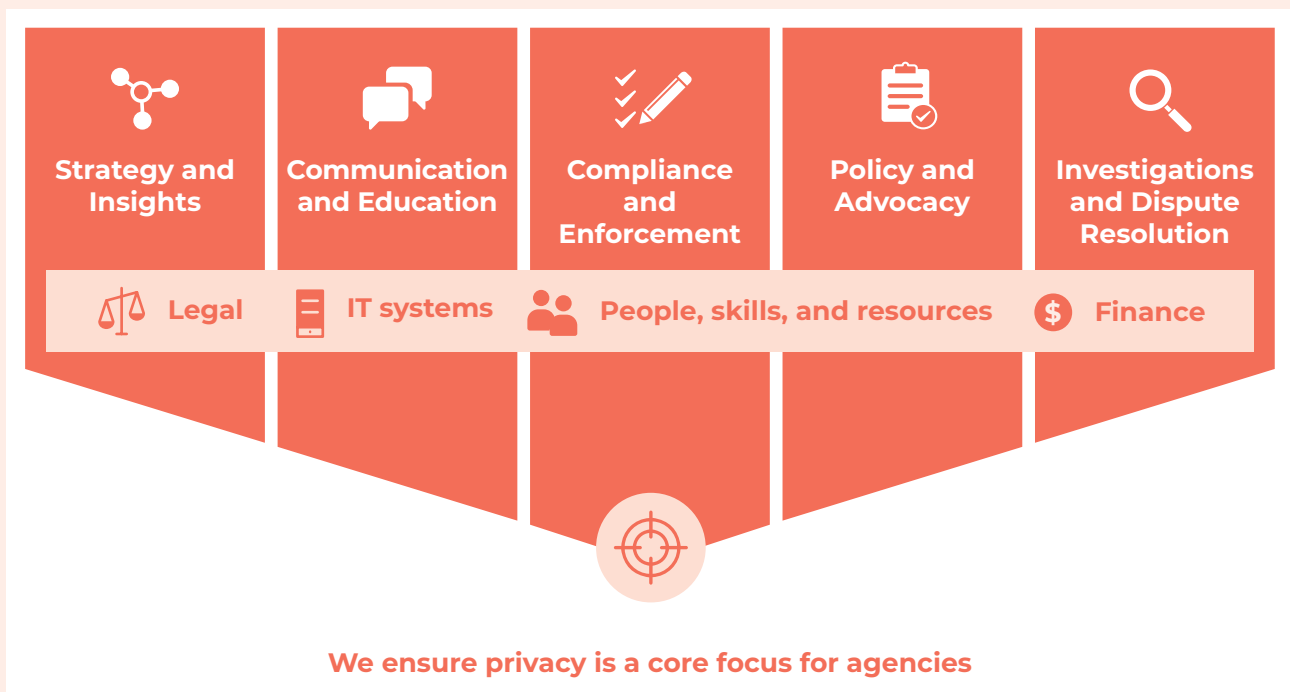 Strategy and
Insights
Communication
and Education
Compliance
and
Enforcement
Policy and
Advocacy
Investigations
and Dispute
Resolution
Legal
IT systems
People, skills, and resources
$
Finance
We ensure privacy is a core focus for agencies